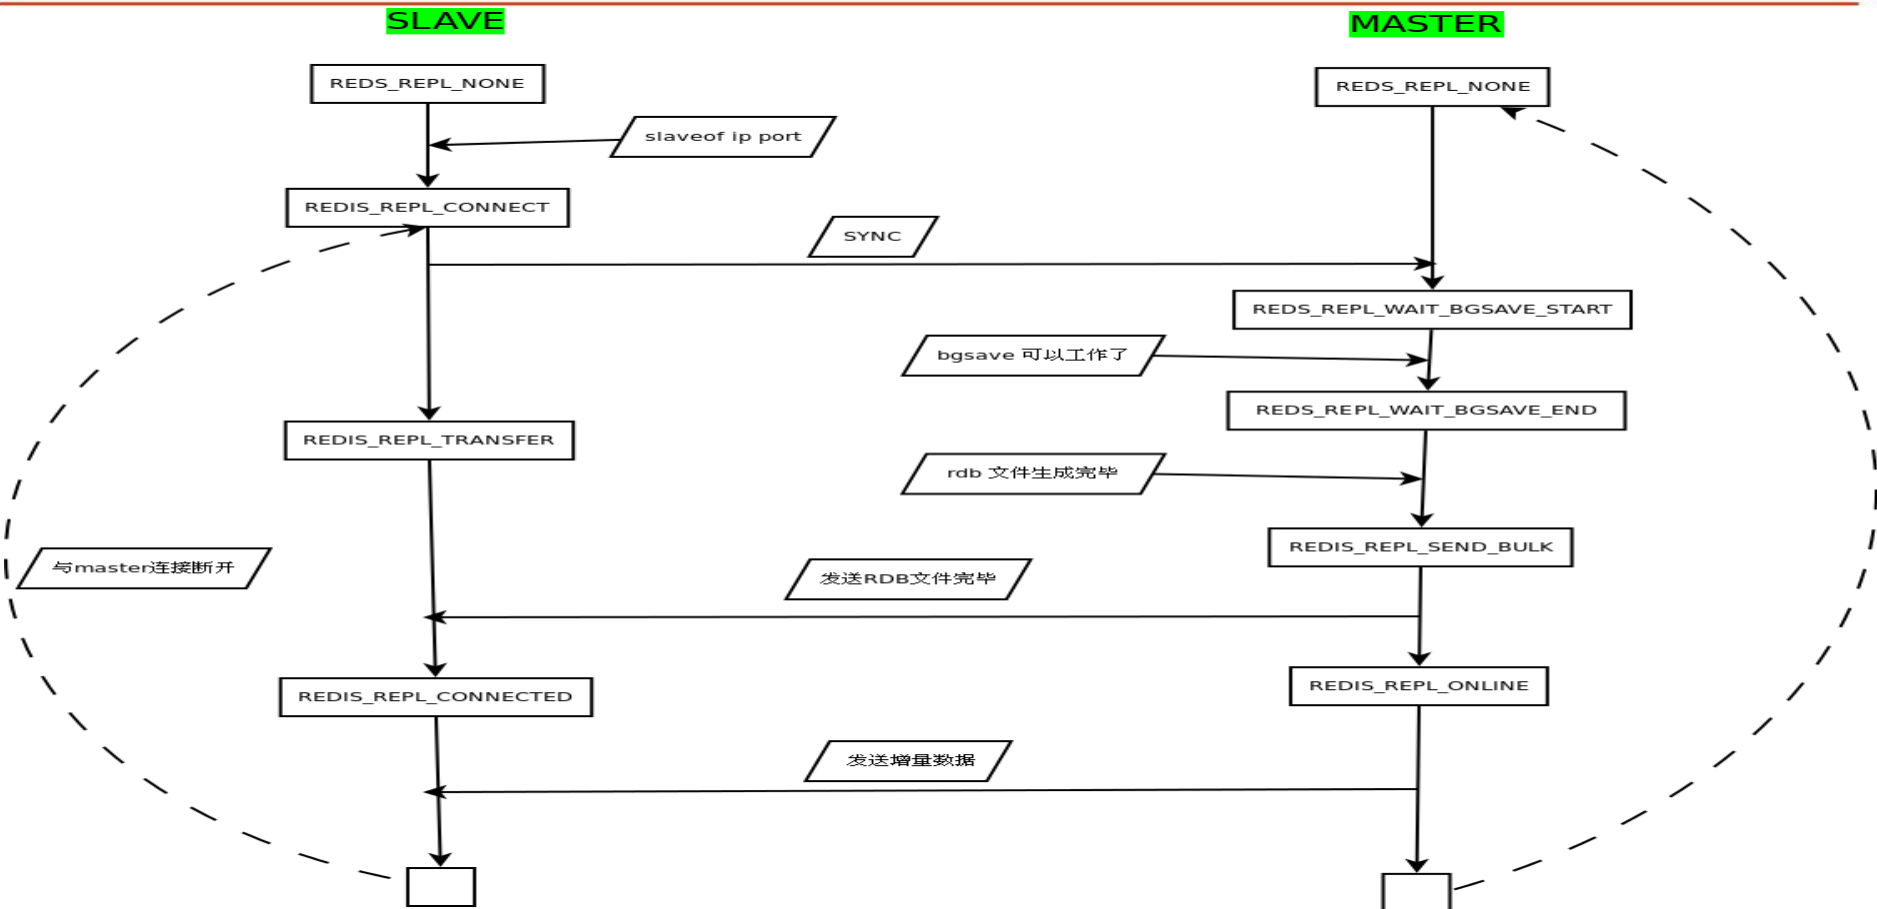 SLAVE
MASTER
REDS_REPL_NONE
REDS_REPL_NONE
slaveof ip port
REDIS_REPL_CONNECT
SYNC
REDS_REPL_WAIT_BGSAVE_START
bgsave 可以工作了
REDS_REPL_WAIT_BGSAVE_END
REDIS_REPL_TRANSFER
rdb 文件生成完毕
REDIS_REPL_SEND_BULK
与master连接断开
发送RDB文件完毕
REDIS_REPL_CONNECTED
REDIS_REPL_ONLINE
发送增量数据